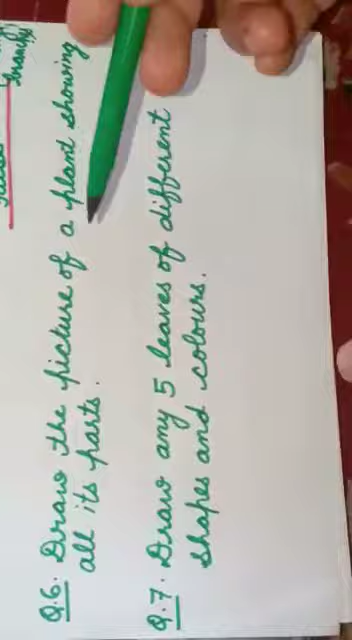 branches
Q.6. Draw the picture of a plant showing
all its parts.
Q.7. Draw any 5 leaves of different
shapes and colours.